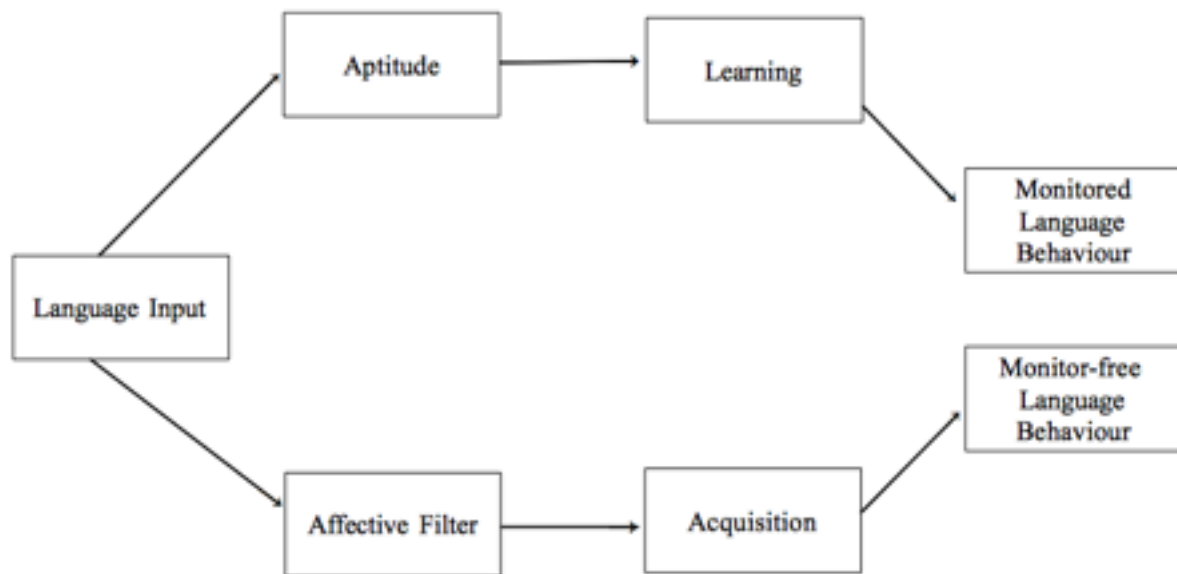 Aptitude
Learning
Monitored
Language
Behaviour
Language Input
Monitor-free
Language
Behaviour
Affective Filter
Acquisition